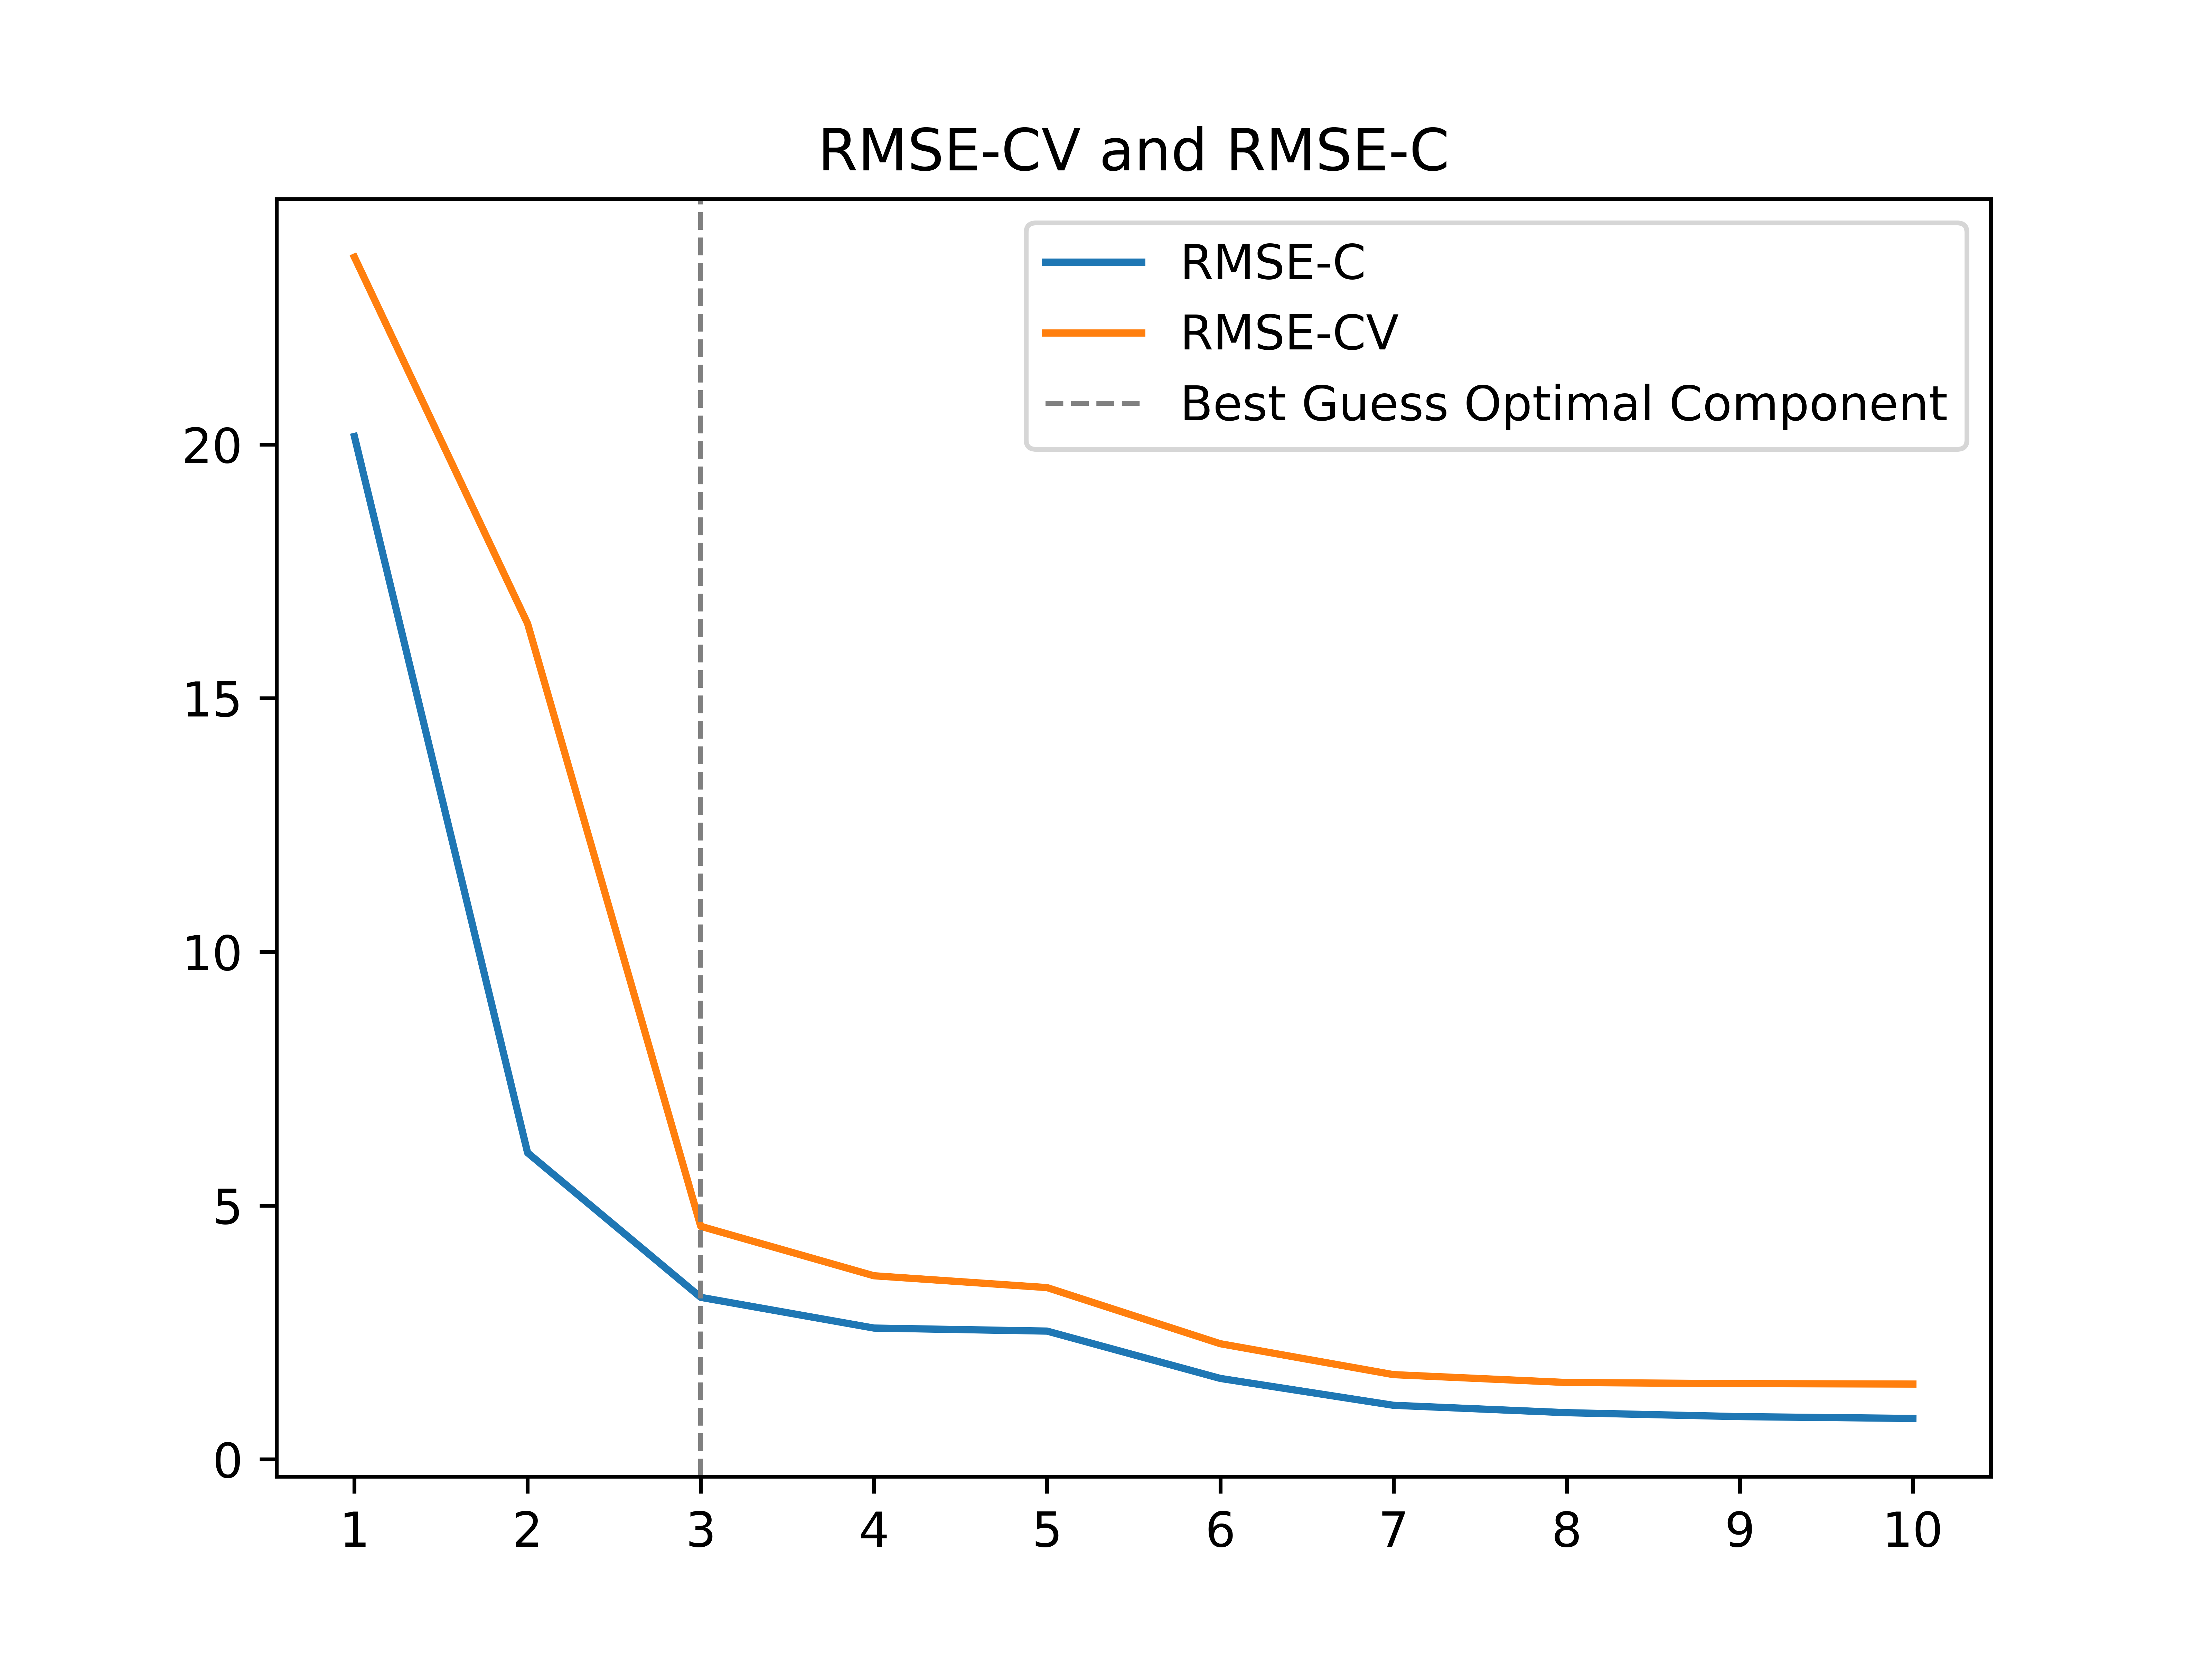 RMSE-CV and RMSE-C
RMSE-C
RMSE-CV
Best Guess Optimal Component
20
15
10
5
0
1 2 3 4 5 6 7 8 9 10